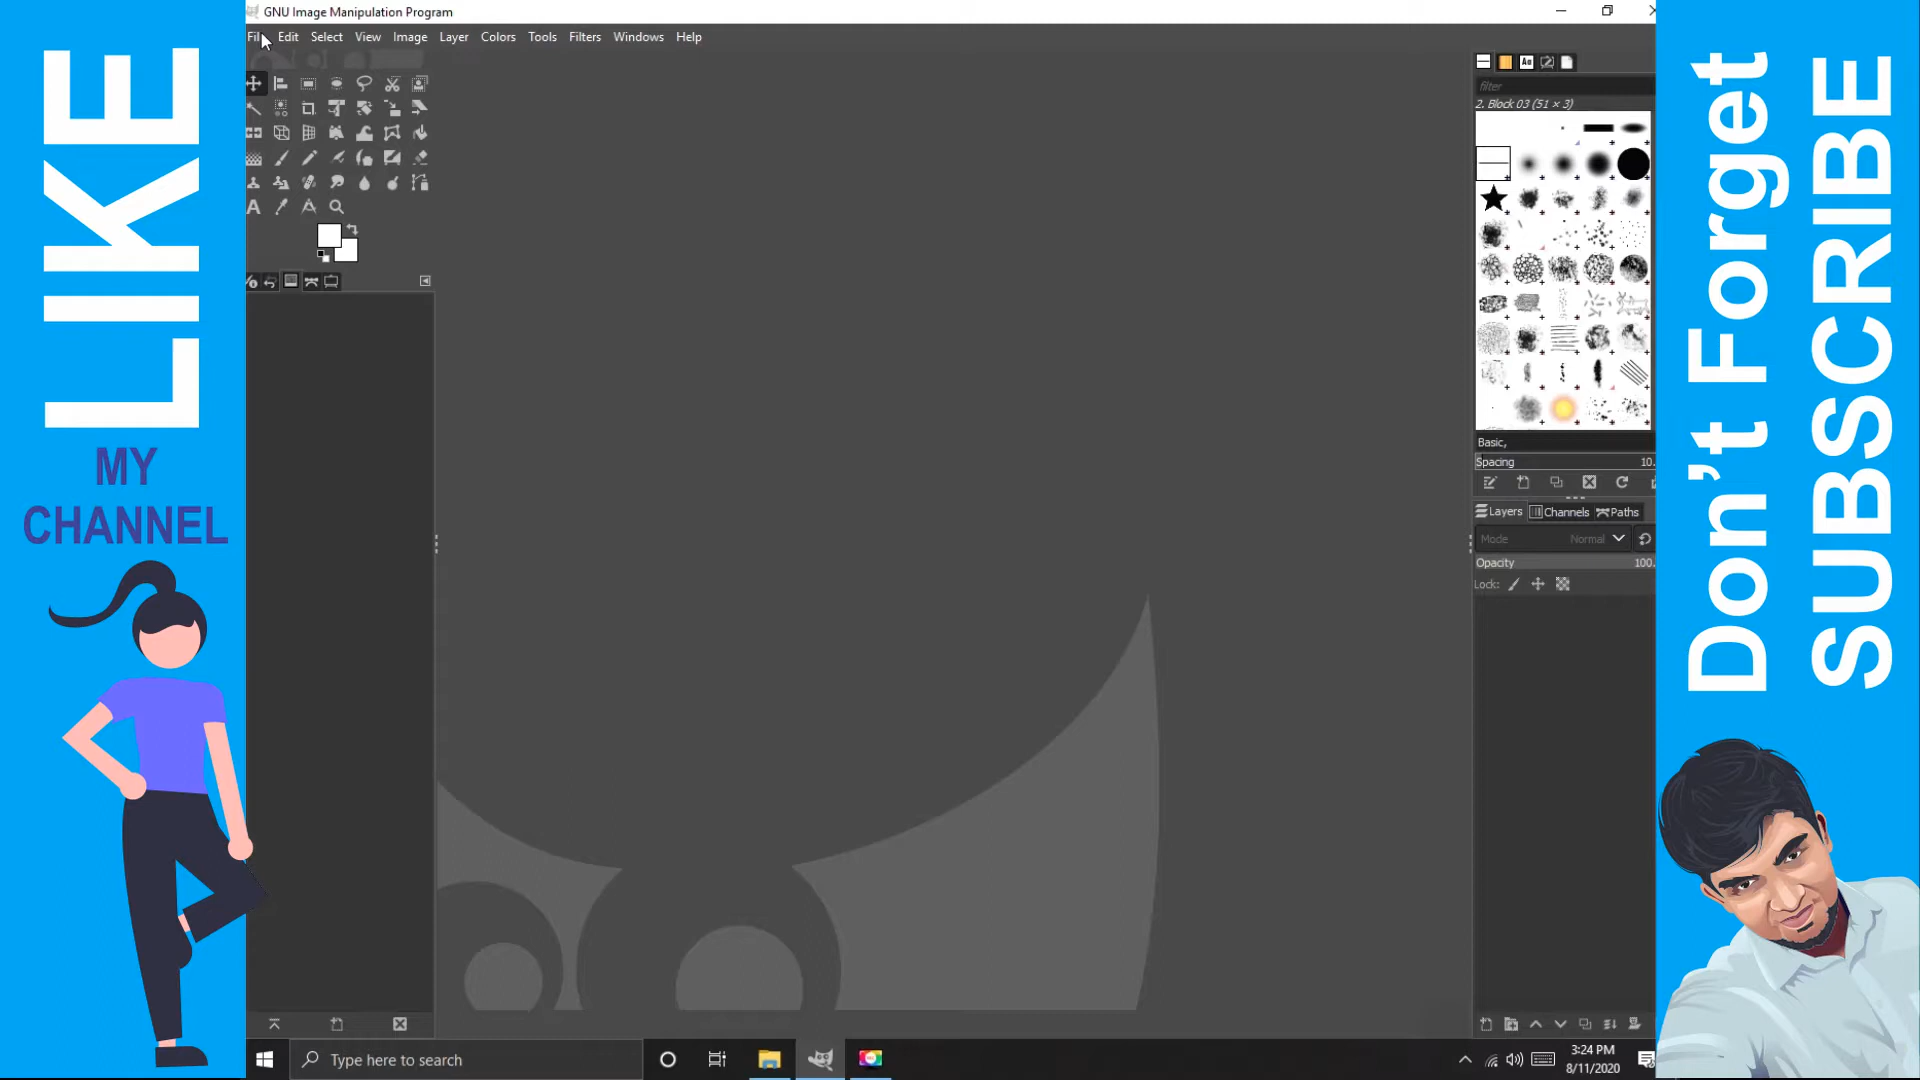 LIKE
MY
CHANNEL
GNU Image Manipulation Program
File Edit Select View Image Layer Colors Tools Filters Windows Help
A
Aa
filter
2. Block 03 (51 × 3)
Basic,
Spacing 10.
Layers Channels Paths
Mode Normal
Opacity 100.
Lock:
Type here to search
3:24 PM
8/11/2020
Don't Forget
SUBSCRIBE